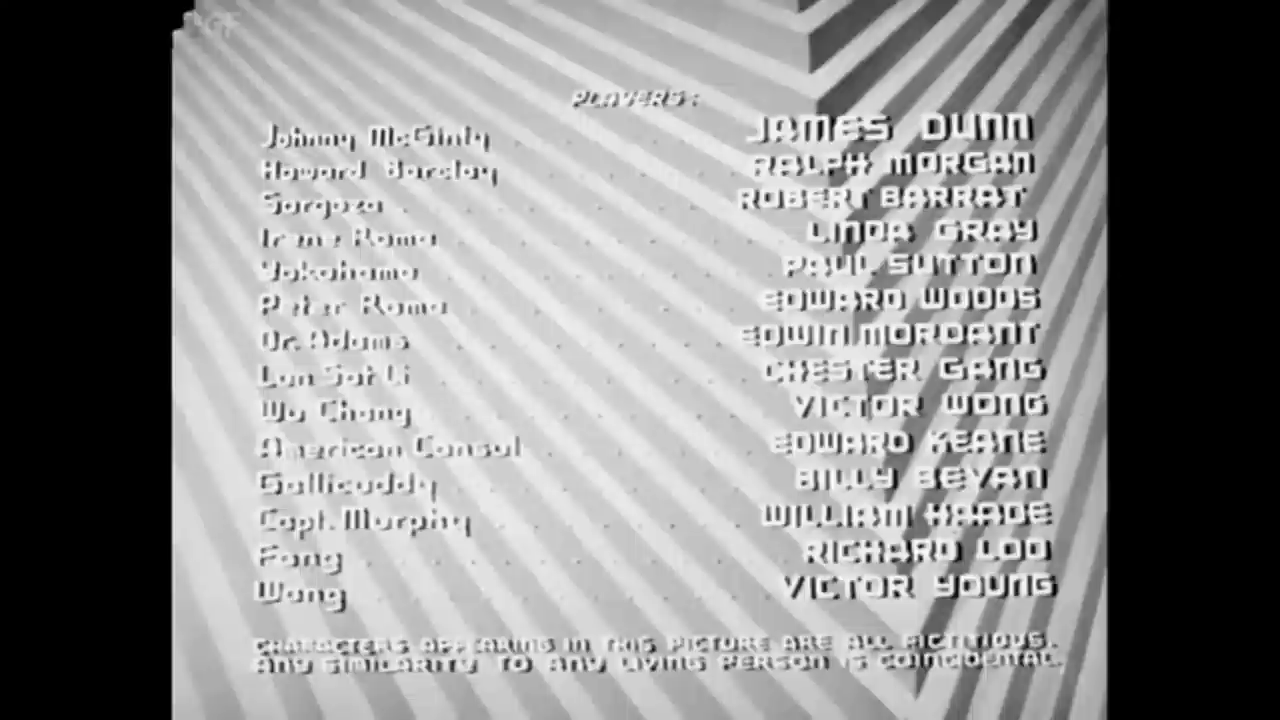 PLAYERS:
Johnny McGinty . . . . . . JAMES DUNN
Howard Barclay . . . . . . RALPH MORGAN
Sargoza . . . . . . . . ROBERT BARRAT
Irene Roma . . . . . . . . LINDA GRAY
Yokahama . . . . . . . . PAUL SUTTON
Peter Roma . . . . . . . EDWARD WOODS
Dr. Adams . . . . . . . EDWIN MORDANT
Lun Sat Li . . . . . . . CHESTER GANG
Wu Chang . . . . . . . . VICTOR WONG
American Consul . . . . . EDWARD KEANE
Gallicuddy . . . . . . . . BILLY BEVAN
Capt. Murphy . . . . . . WILLIAM HAADE
Fong . . . . . . . . . . RICHARD LOO
Wong . . . . . . . . . . VICTOR YOUNG
CHARACTERS APPEARING IN THIS PICTURE ARE ALL FICTITIOUS.
ANY SIMILARITY TO ANY LIVING PERSON IS COINCIDENTAL.